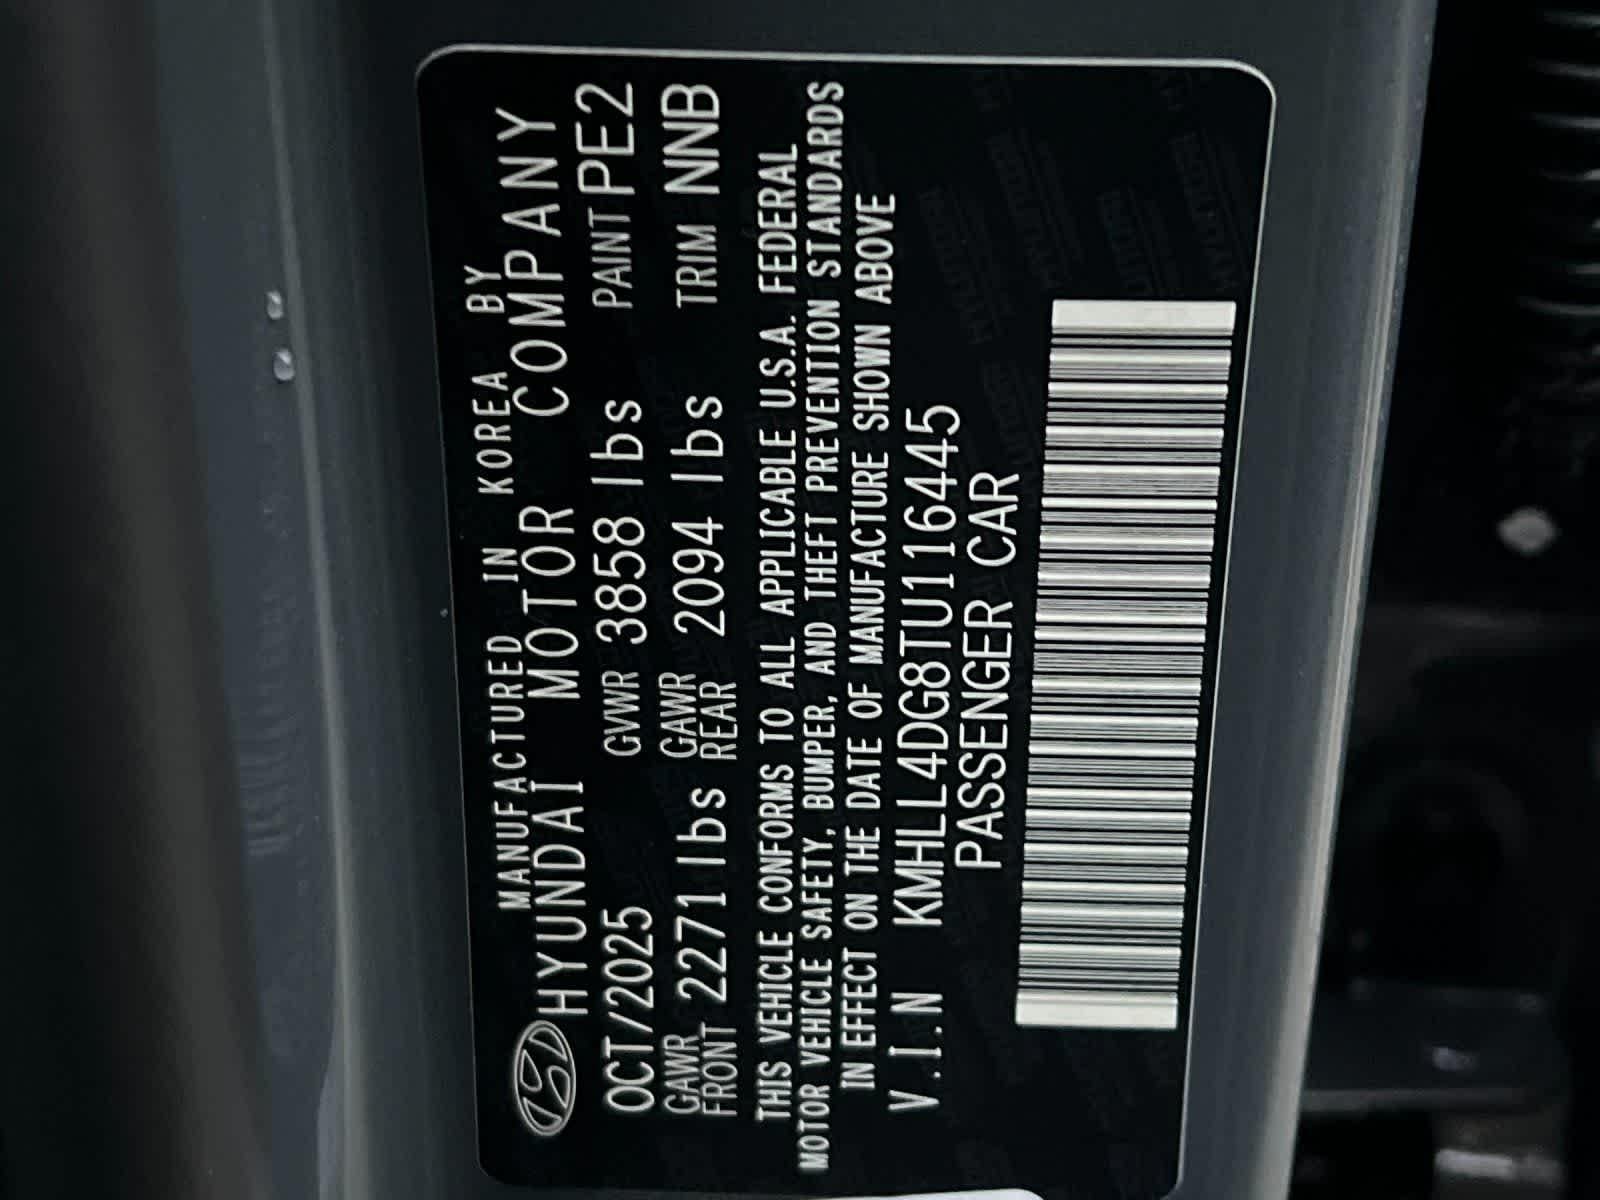 MANUFACTURED IN KOREA BY
HYUNDAI MOTOR COMPANY
OCT/2025 GVWR 3858 lbs PAINT PE2
GAWR FRONT 2271 lbs GAWR REAR 2094 lbs TRIM NNB
THIS VEHICLE CONFORMS TO ALL APPLICABLE U.S.A. FEDERAL
MOTOR VEHICLE SAFETY, BUMPER, AND THEFT PREVENTION STANDARDS
IN EFFECT ON THE DATE OF MANUFACTURE SHOWN ABOVE
V.I.N KMHLL4DG8TU116445
PASSENGER CAR